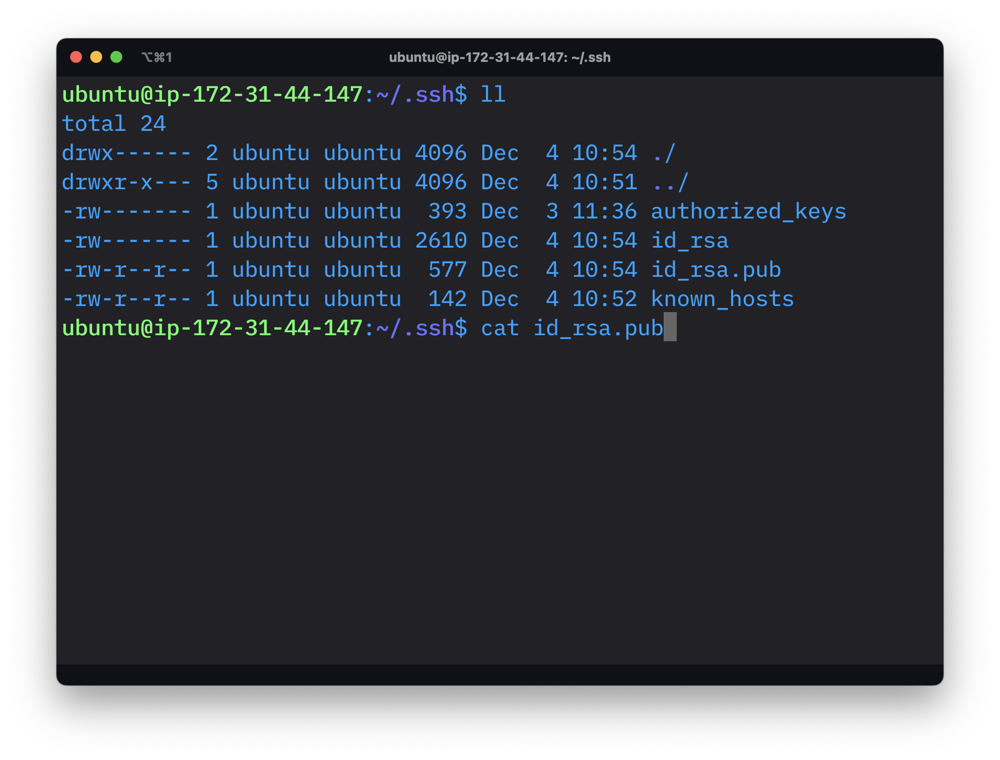 ⌥⌘1
ubuntu@ip-172-31-44-147: ~/.ssh
ubuntu@ip-172-31-44-147:~/.ssh$ ll
total 24
drwx------ 2 ubuntu ubuntu 4096 Dec  4 10:54 ./
drwxr-x--- 5 ubuntu ubuntu 4096 Dec  4 10:51 ../
-rw------- 1 ubuntu ubuntu  393 Dec  3 11:36 authorized_keys
-rw------- 1 ubuntu ubuntu 2610 Dec  4 10:54 id_rsa
-rw-r--r-- 1 ubuntu ubuntu  577 Dec  4 10:54 id_rsa.pub
-rw-r--r-- 1 ubuntu ubuntu  142 Dec  4 10:52 known_hosts
ubuntu@ip-172-31-44-147:~/.ssh$ cat id_rsa.pub